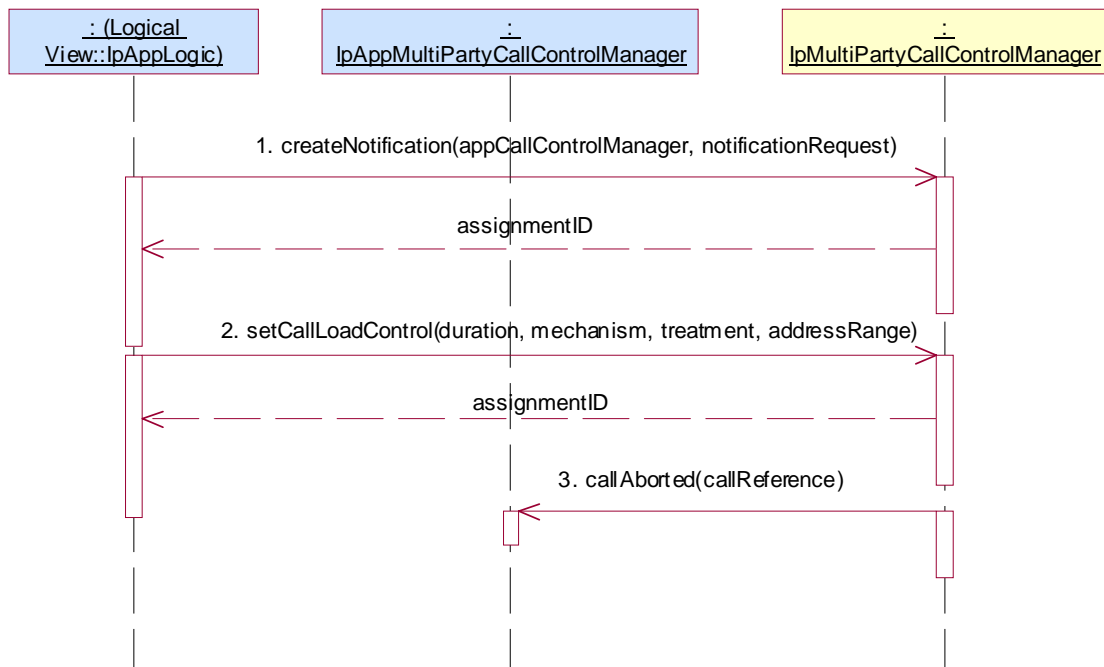 : (Logical
View::IpAppLogic)
:
IpAppMultiPartyCallControlManager
:
IpMultiPartyCallControlManager
1. createNotification(appCallControlManager, notificationRequest)
assignmentID
2. setCallLoadControl(duration, mechanism, treatment, addressRange)
assignmentID
3. callAborted(callReference)